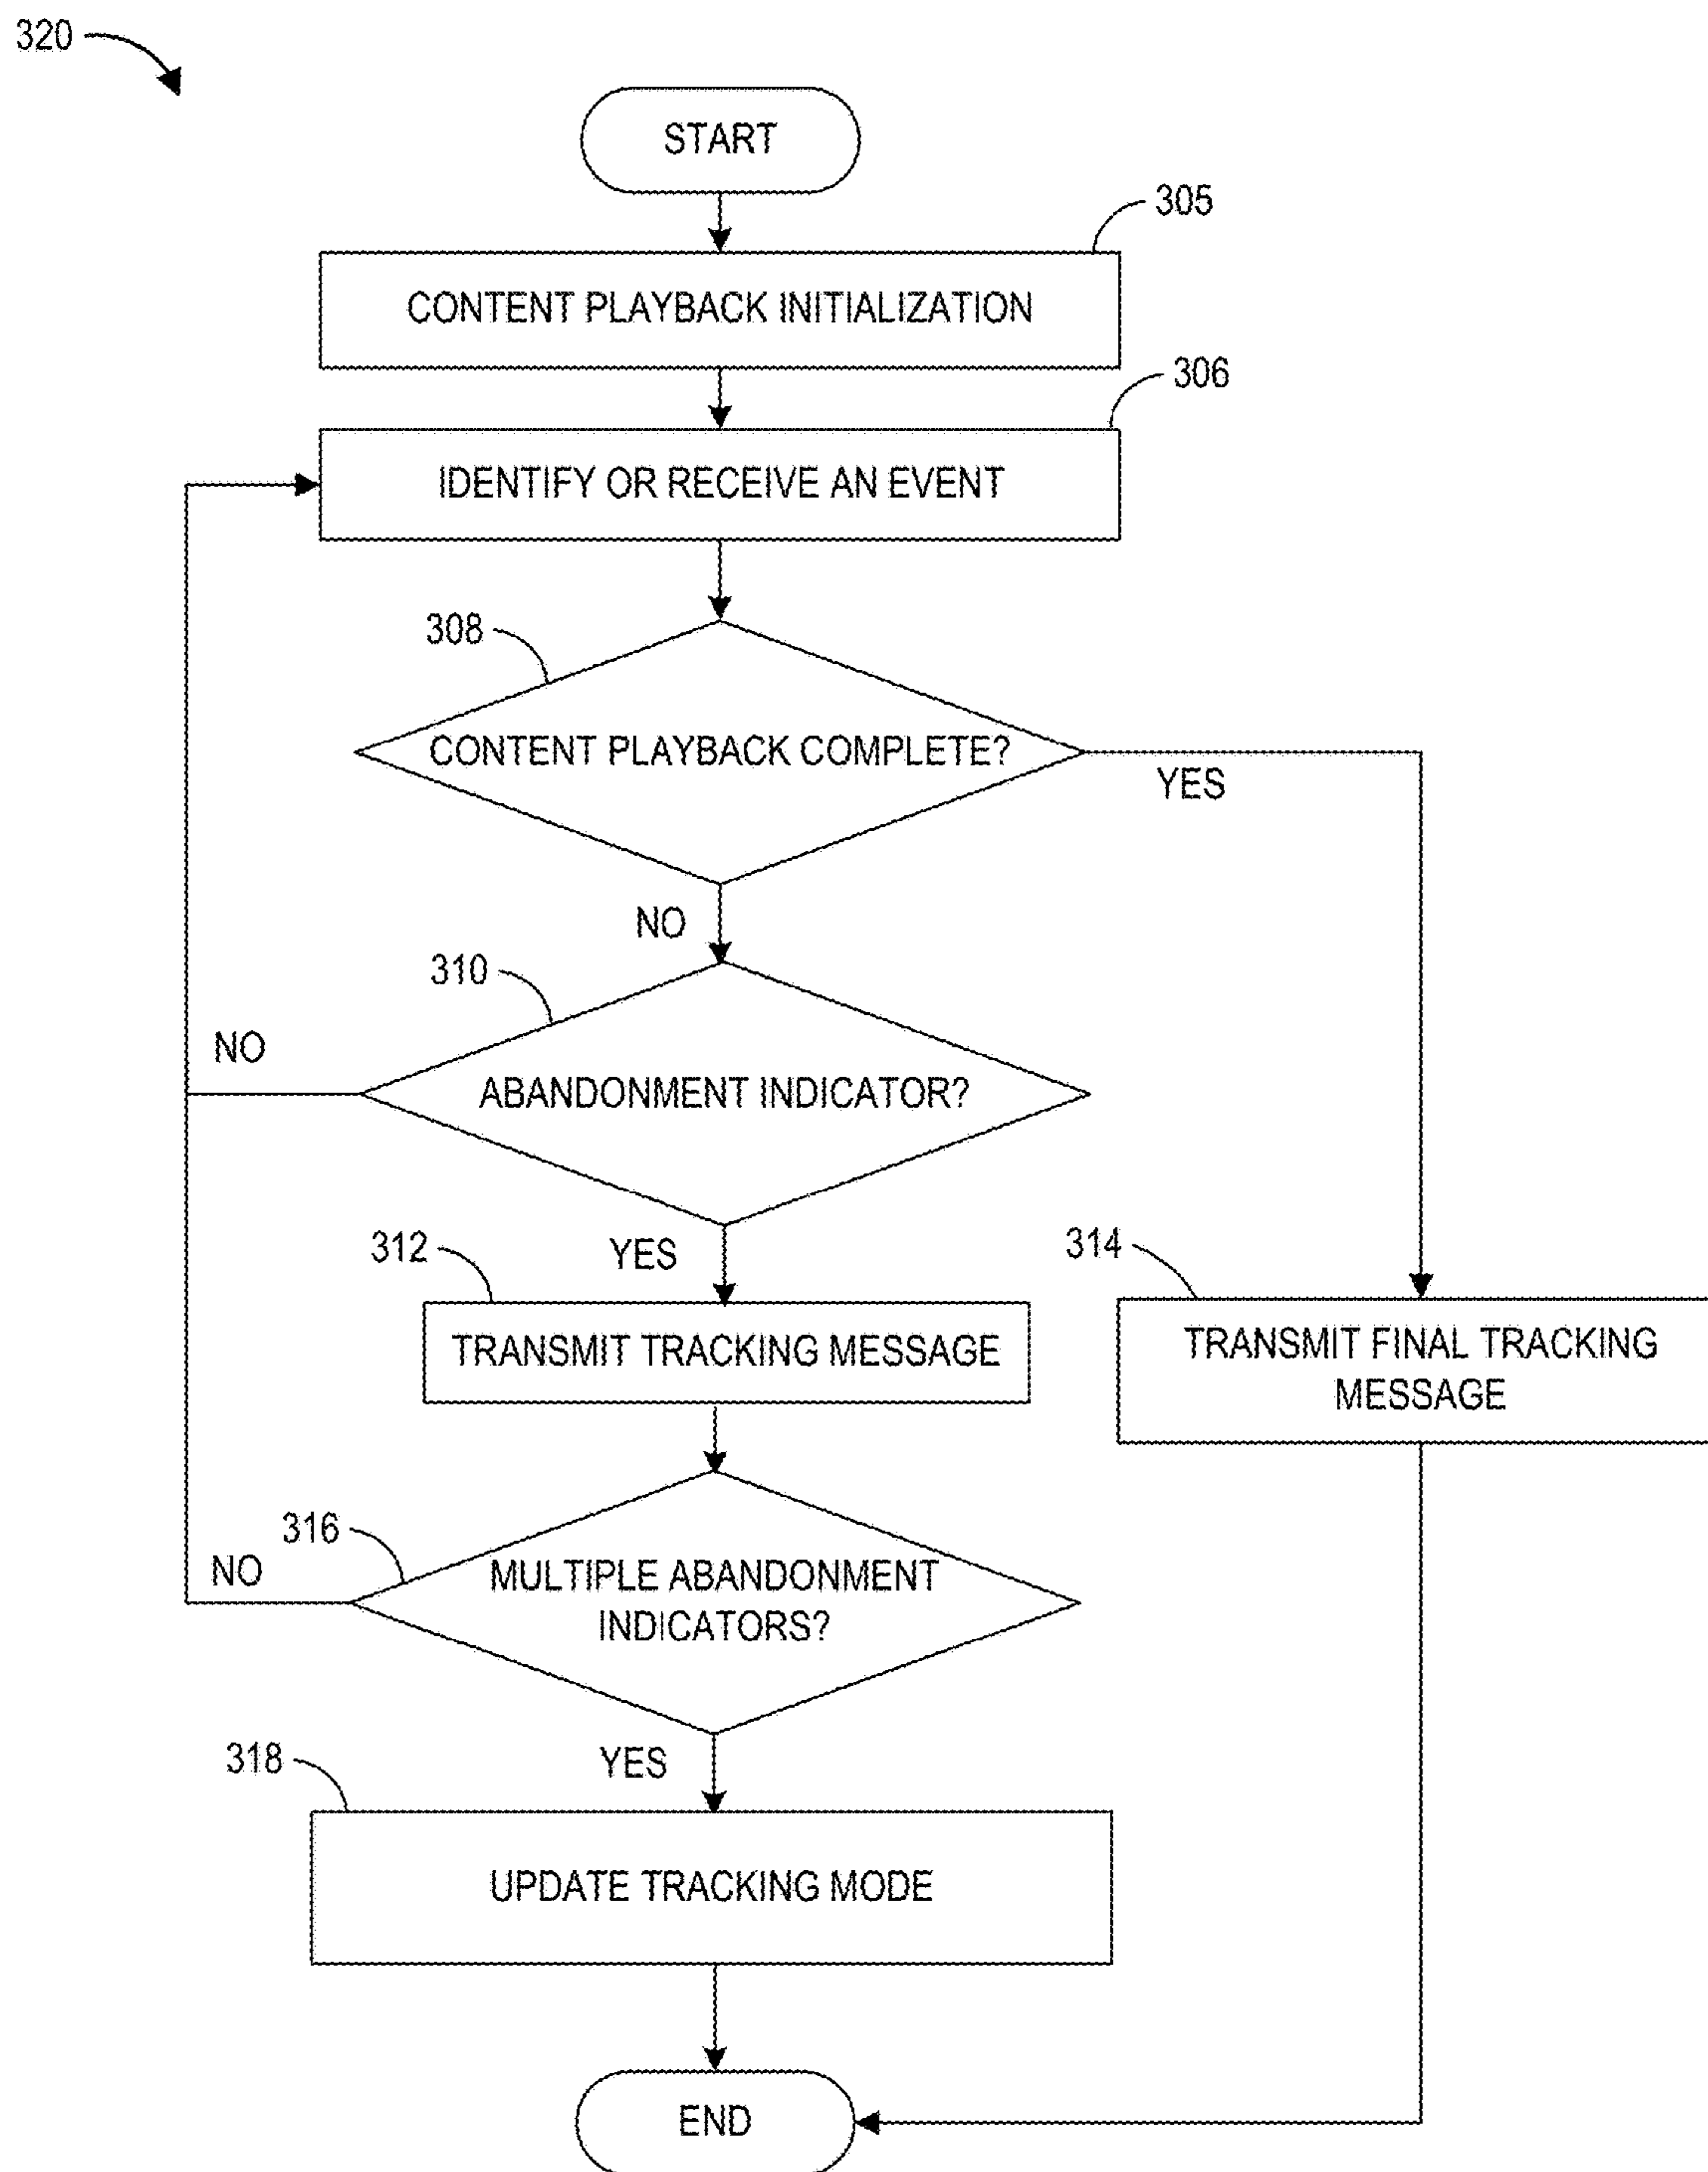 320
START
305
CONTENT PLAYBACK INITIALIZATION
306
IDENTIFY OR RECEIVE AN EVENT
308
CONTENT PLAYBACK COMPLETE?
YES
NO
310
NO
ABANDONMENT INDICATOR?
YES
312
TRANSMIT TRACKING MESSAGE
314
TRANSMIT FINAL TRACKING
MESSAGE
316
NO
MULTIPLE ABANDONMENT
INDICATORS?
YES
318
UPDATE TRACKING MODE
END